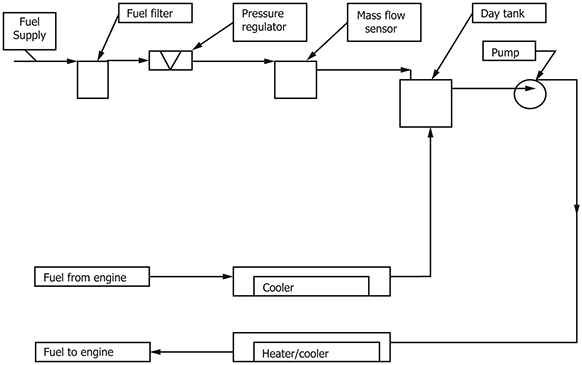 Fuel
Supply
Fuel filter
Pressure
regulator
Mass flow
sensor
Day tank
Pump
Fuel from engine
Cooler
Fuel to engine
Heater/cooler